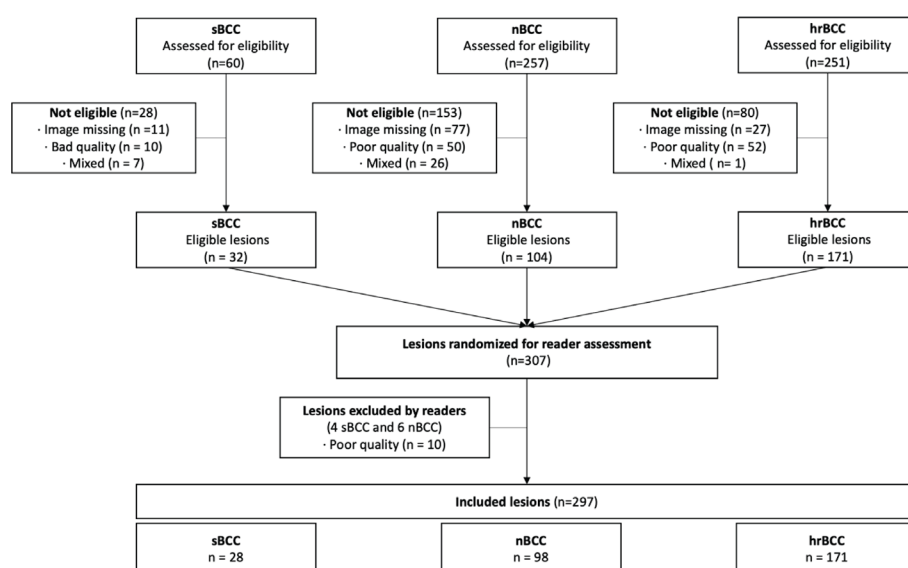 sBCC
Assessed for eligibility
(n=60)
nBCC
Assessed for eligibility
(n=257)
hrBCC
Assessed for eligibility
(n=251)
Not eligible (n=28)
· Image missing (n =11)
· Bad quality (n = 10)
· Mixed (n = 7)
Not eligible (n=153)
· Image missing (n =77)
· Poor quality (n = 50)
· Mixed (n = 26)
Not eligible (n=80)
· Image missing (n =27)
· Poor quality (n = 52)
· Mixed ( n= 1)
sBCC
Eligible lesions
(n = 32)
nBCC
Eligible lesions
(n = 104)
hrBCC
Eligible lesions
(n = 171)
Lesions randomized for reader assessment
(n=307)
Lesions excluded by readers
(4 sBCC and 6 nBCC)
· Poor quality (n = 10)
Included lesions (n=297)
sBCC
n = 28
nBCC
n = 98
hrBCC
n = 171